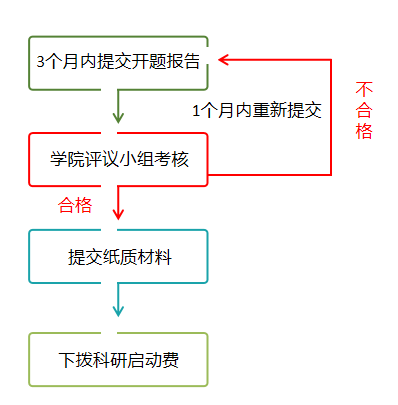 3个月内提交开题报告
1个月内重新提交
不合格
学院评议小组考核
合格
提交纸质材料
下拨科研启动费